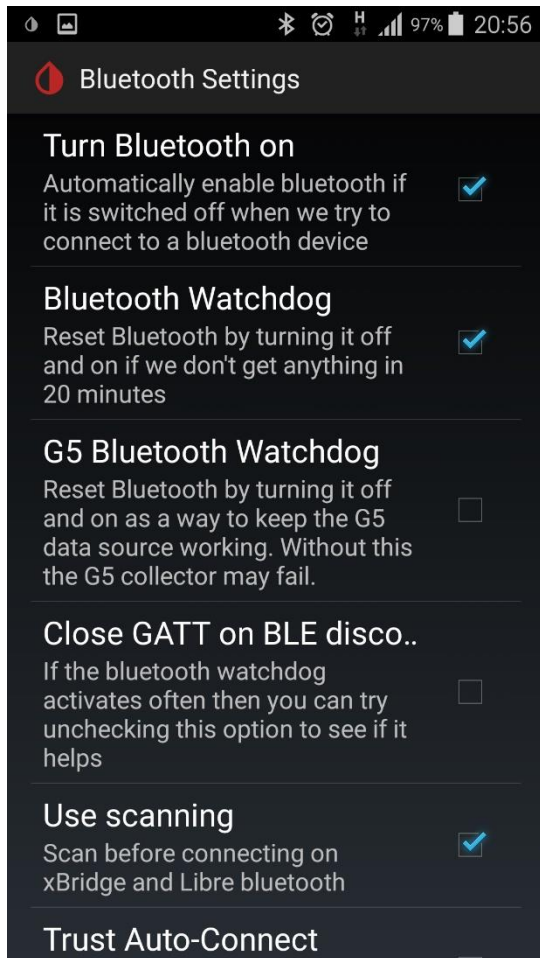 H 97% 20:56
Bluetooth Settings
Turn Bluetooth on
Automatically enable bluetooth if
it is switched off when we try to
connect to a bluetooth device
Bluetooth Watchdog
Reset Bluetooth by turning it off
and on if we don't get anything in
20 minutes
G5 Bluetooth Watchdog
Reset Bluetooth by turning it off
and on as a way to keep the G5
data source working. Without this
the G5 collector may fail.
Close GATT on BLE disco..
If the bluetooth watchdog
activates often then you can try
unchecking this option to see if it
helps
Use scanning
Scan before connecting on
xBridge and Libre bluetooth
Trust Auto-Connect